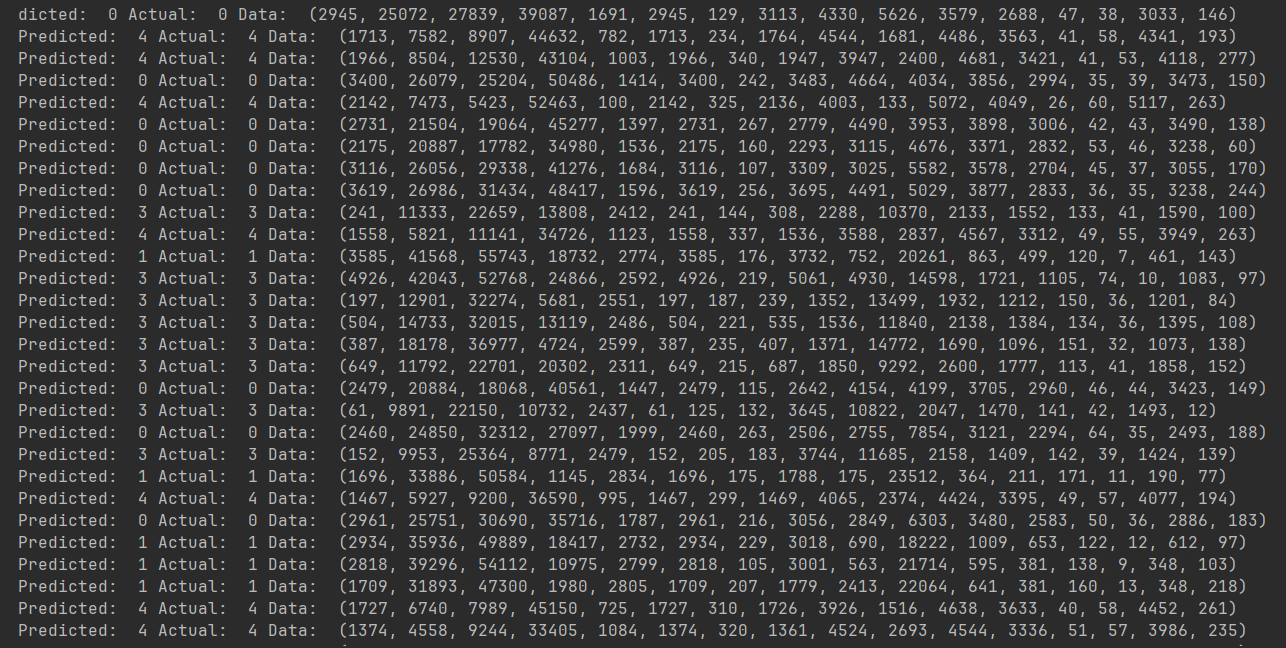 dicted:  0 Actual:  0 Data:  (2945, 25072, 27839, 39087, 1691, 2945, 129, 3113, 4330, 5626, 3579, 2688, 47, 38, 3033, 146)
Predicted:  4 Actual:  4 Data:  (1713, 7582, 8907, 44632, 782, 1713, 234, 1764, 4544, 1681, 4486, 3563, 41, 58, 4341, 193)
Predicted:  4 Actual:  4 Data:  (1966, 8504, 12530, 43104, 1003, 1966, 340, 1947, 3947, 2400, 4681, 3421, 41, 53, 4118, 277)
Predicted:  0 Actual:  0 Data:  (3400, 26079, 25204, 50486, 1414, 3400, 242, 3483, 4664, 4034, 3856, 2994, 35, 39, 3473, 150)
Predicted:  4 Actual:  4 Data:  (2142, 7473, 5423, 52463, 100, 2142, 325, 2136, 4003, 133, 5072, 4049, 26, 60, 5117, 263)
Predicted:  0 Actual:  0 Data:  (2731, 21504, 19064, 45277, 1397, 2731, 267, 2779, 4490, 3953, 3898, 3006, 42, 43, 3490, 138)
Predicted:  0 Actual:  0 Data:  (2175, 20887, 17782, 34980, 1536, 2175, 160, 2293, 3115, 4676, 3371, 2832, 53, 46, 3238, 60)
Predicted:  0 Actual:  0 Data:  (3116, 26056, 29338, 41276, 1684, 3116, 107, 3309, 3025, 5582, 3578, 2704, 45, 37, 3055, 170)
Predicted:  0 Actual:  0 Data:  (3619, 26986, 31434, 48417, 1596, 3619, 256, 3695, 4491, 5029, 3877, 2833, 36, 35, 3238, 244)
Predicted:  3 Actual:  3 Data:  (241, 11333, 22659, 13808, 2412, 241, 144, 308, 2288, 10370, 2133, 1552, 133, 41, 1590, 100)
Predicted:  4 Actual:  4 Data:  (1558, 5821, 11141, 34726, 1123, 1558, 337, 1536, 3588, 2837, 4567, 3312, 49, 55, 3949, 263)
Predicted:  1 Actual:  1 Data:  (3585, 41568, 55743, 18732, 2774, 3585, 176, 3732, 752, 20261, 863, 499, 120, 7, 461, 143)
Predicted:  3 Actual:  3 Data:  (4926, 42043, 52768, 24866, 2592, 4926, 219, 5061, 4930, 14598, 1721, 1105, 74, 10, 1083, 97)
Predicted:  3 Actual:  3 Data:  (197, 12901, 32274, 5681, 2551, 197, 187, 239, 1352, 13499, 1932, 1212, 150, 36, 1201, 84)
Predicted:  3 Actual:  3 Data:  (504, 14733, 32015, 13119, 2486, 504, 221, 535, 1536, 11840, 2138, 1384, 134, 36, 1395, 108)
Predicted:  3 Actual:  3 Data:  (387, 18178, 36977, 4724, 2599, 387, 235, 407, 1371, 14772, 1690, 1096, 151, 32, 1073, 138)
Predicted:  3 Actual:  3 Data:  (649, 11792, 22701, 20302, 2311, 649, 215, 687, 1850, 9292, 2600, 1777, 113, 41, 1858, 152)
Predicted:  0 Actual:  0 Data:  (2479, 20884, 18068, 40561, 1447, 2479, 115, 2642, 4154, 4199, 3705, 2960, 46, 44, 3423, 149)
Predicted:  3 Actual:  3 Data:  (61, 9891, 22150, 10732, 2437, 61, 125, 132, 3645, 10822, 2047, 1470, 141, 42, 1493, 12)
Predicted:  0 Actual:  0 Data:  (2460, 24850, 32312, 27097, 1999, 2460, 263, 2506, 2755, 7854, 3121, 2294, 64, 35, 2493, 188)
Predicted:  3 Actual:  3 Data:  (152, 9953, 25364, 8771, 2479, 152, 205, 183, 3744, 11685, 2158, 1409, 142, 39, 1424, 139)
Predicted:  1 Actual:  1 Data:  (1696, 33886, 50584, 1145, 2834, 1696, 175, 1788, 175, 23512, 364, 211, 171, 11, 190, 77)
Predicted:  4 Actual:  4 Data:  (1467, 5927, 9200, 36590, 995, 1467, 299, 1469, 4065, 2374, 4424, 3395, 49, 57, 4077, 194)
Predicted:  0 Actual:  0 Data:  (2961, 25751, 30690, 35716, 1787, 2961, 216, 3056, 2849, 6303, 3480, 2583, 50, 36, 2886, 183)
Predicted:  1 Actual:  1 Data:  (2934, 35936, 49889, 18417, 2732, 2934, 229, 3018, 690, 18222, 1009, 653, 122, 12, 612, 97)
Predicted:  1 Actual:  1 Data:  (2818, 39296, 54112, 10975, 2799, 2818, 105, 3001, 563, 21714, 595, 381, 138, 9, 348, 103)
Predicted:  1 Actual:  1 Data:  (1709, 31893, 47300, 1980, 2805, 1709, 207, 1779, 2413, 22064, 641, 381, 160, 13, 348, 218)
Predicted:  4 Actual:  4 Data:  (1727, 6740, 7989, 45150, 725, 1727, 310, 1726, 3926, 1516, 4638, 3633, 40, 58, 4452, 261)
Predicted:  4 Actual:  4 Data:  (1374, 4558, 9244, 33405, 1084, 1374, 320, 1361, 4524, 2693, 4544, 3336, 51, 57, 3986, 235)